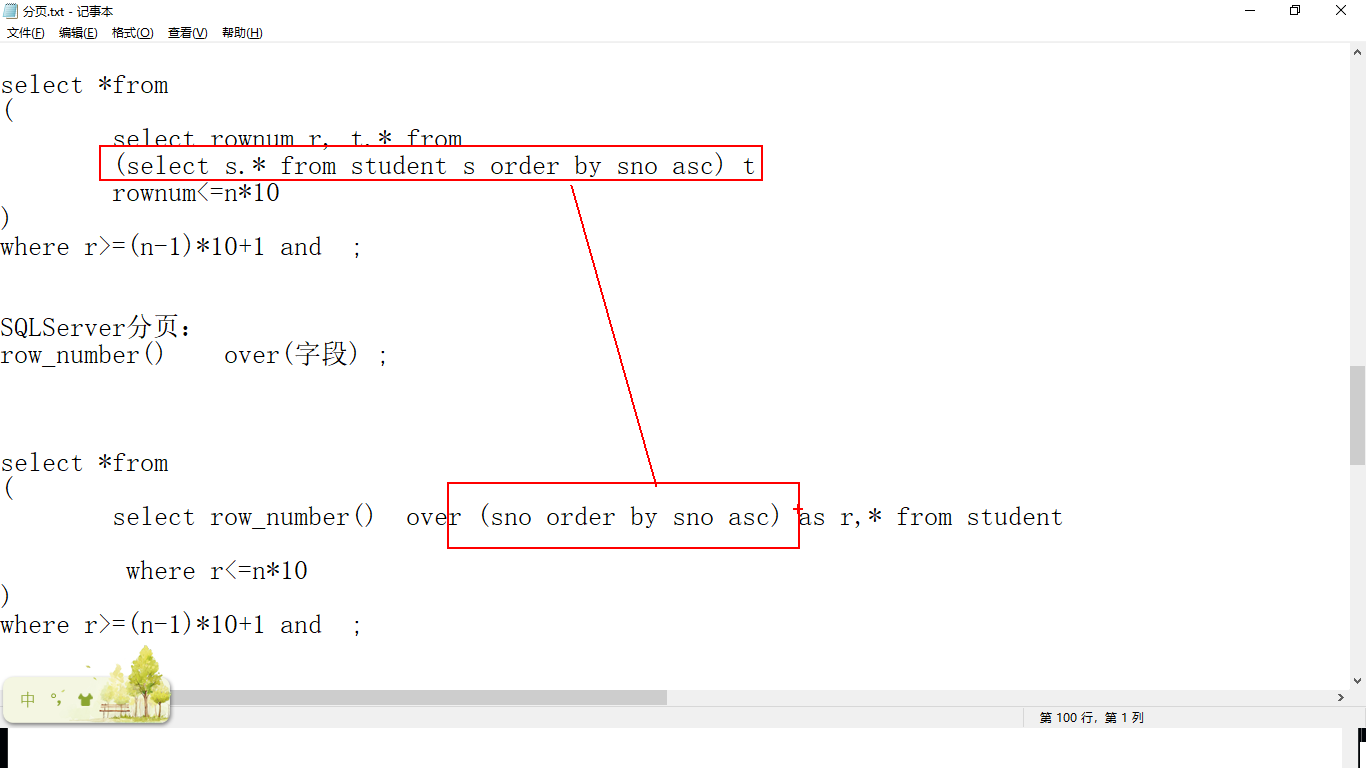 分页.txt - 记事本
文件(F) 编辑(E) 格式(O) 查看(V) 帮助(H)
select *from
(
select rownum r, t.* from
(select s.* from student s order by sno asc) t
rownum<=n*10
)
where r>=(n-1)*10+1 and ;
SQLServer分页：
row_number() over(字段) ;
select *from
(
select row_number() over (sno order by sno asc) as r,* from student
where r<=n*10
)
where r>=(n-1)*10+1 and ;
中 °,
第 100 行，第 1 列